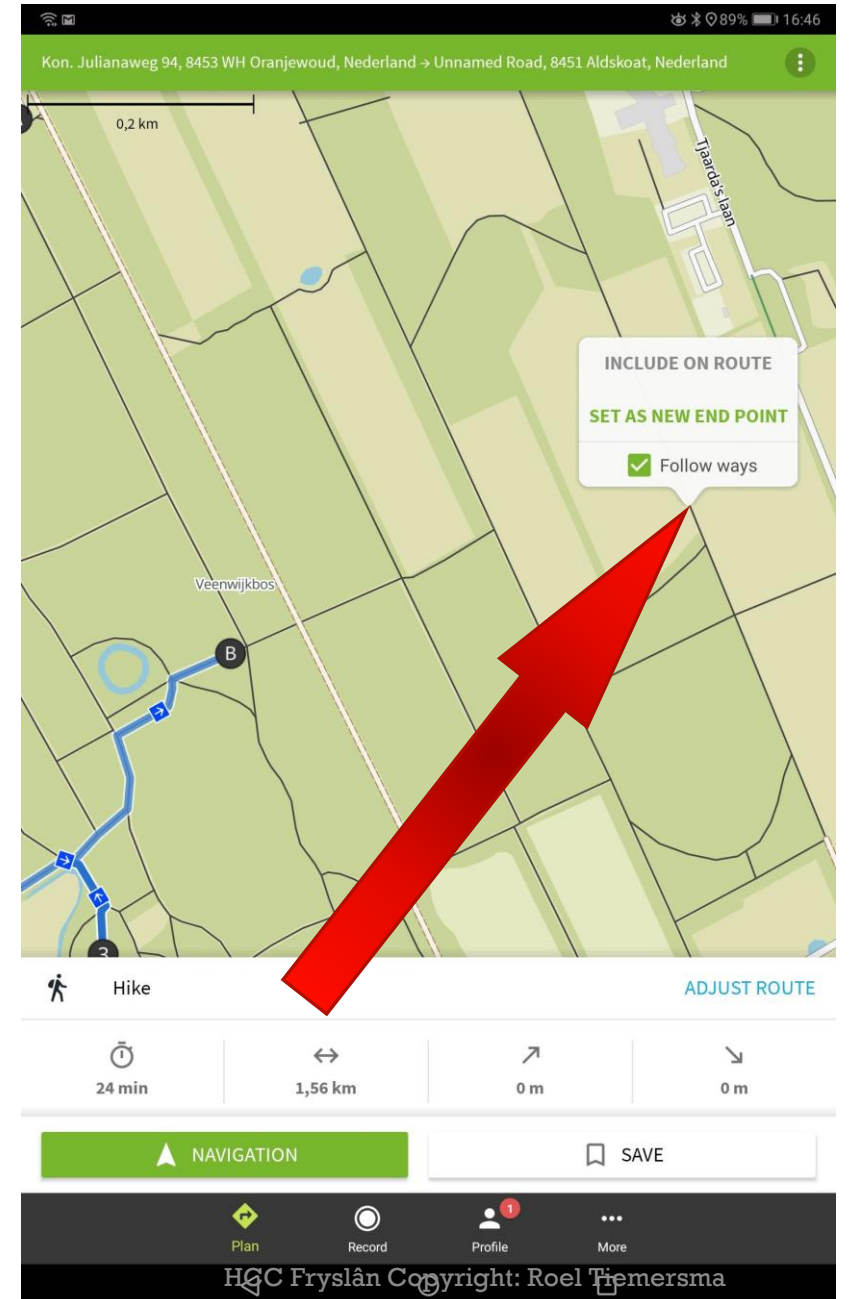 89% 16:46
Kon. Julianaweg 94, 8453 WH Oranjewoud, Nederland → Unnamed Road, 8451 Aldskoat, Nederland
0,2 km
Tjaarda's laan
INCLUDE ON ROUTE
SET AS NEW END POINT
Follow ways
Veenwijkbos
B
3
Hike
ADJUST ROUTE
24 min
1,56 km
0 m
0 m
NAVIGATION
SAVE
1
Plan
Record
Profile
More
HGC Fryslân Copyright: Roel Tiemersma